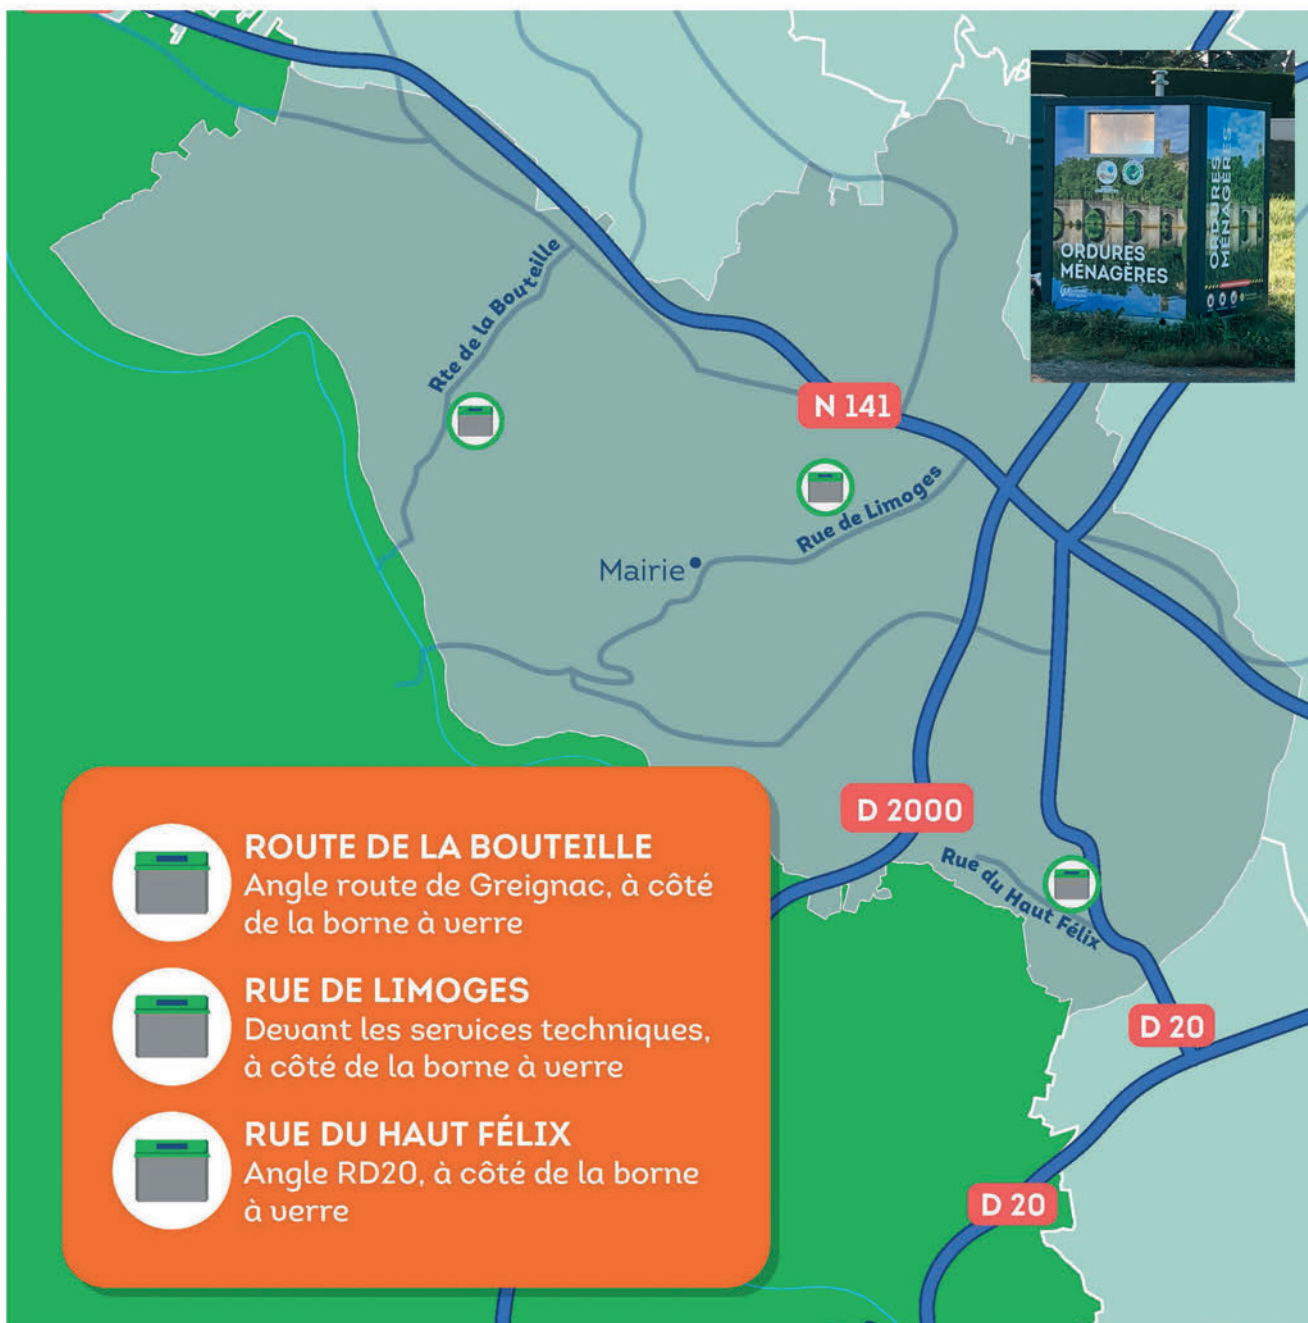 ORDURES
MÉNAGÈRES
ORDURES
MÉNAGÈRES
Rte de la Bouteille
N 141
Rue de Limoges
Mairie
D 2000
Rue du Haut Félix
D 20
D 20
ROUTE DE LA BOUTEILLE
Angle route de Greignac, à côté
de la borne à verre
RUE DE LIMOGES
Devant les services techniques,
à côté de la borne à verre
RUE DU HAUT FÉLIX
Angle RD20, à côté de la borne
à verre